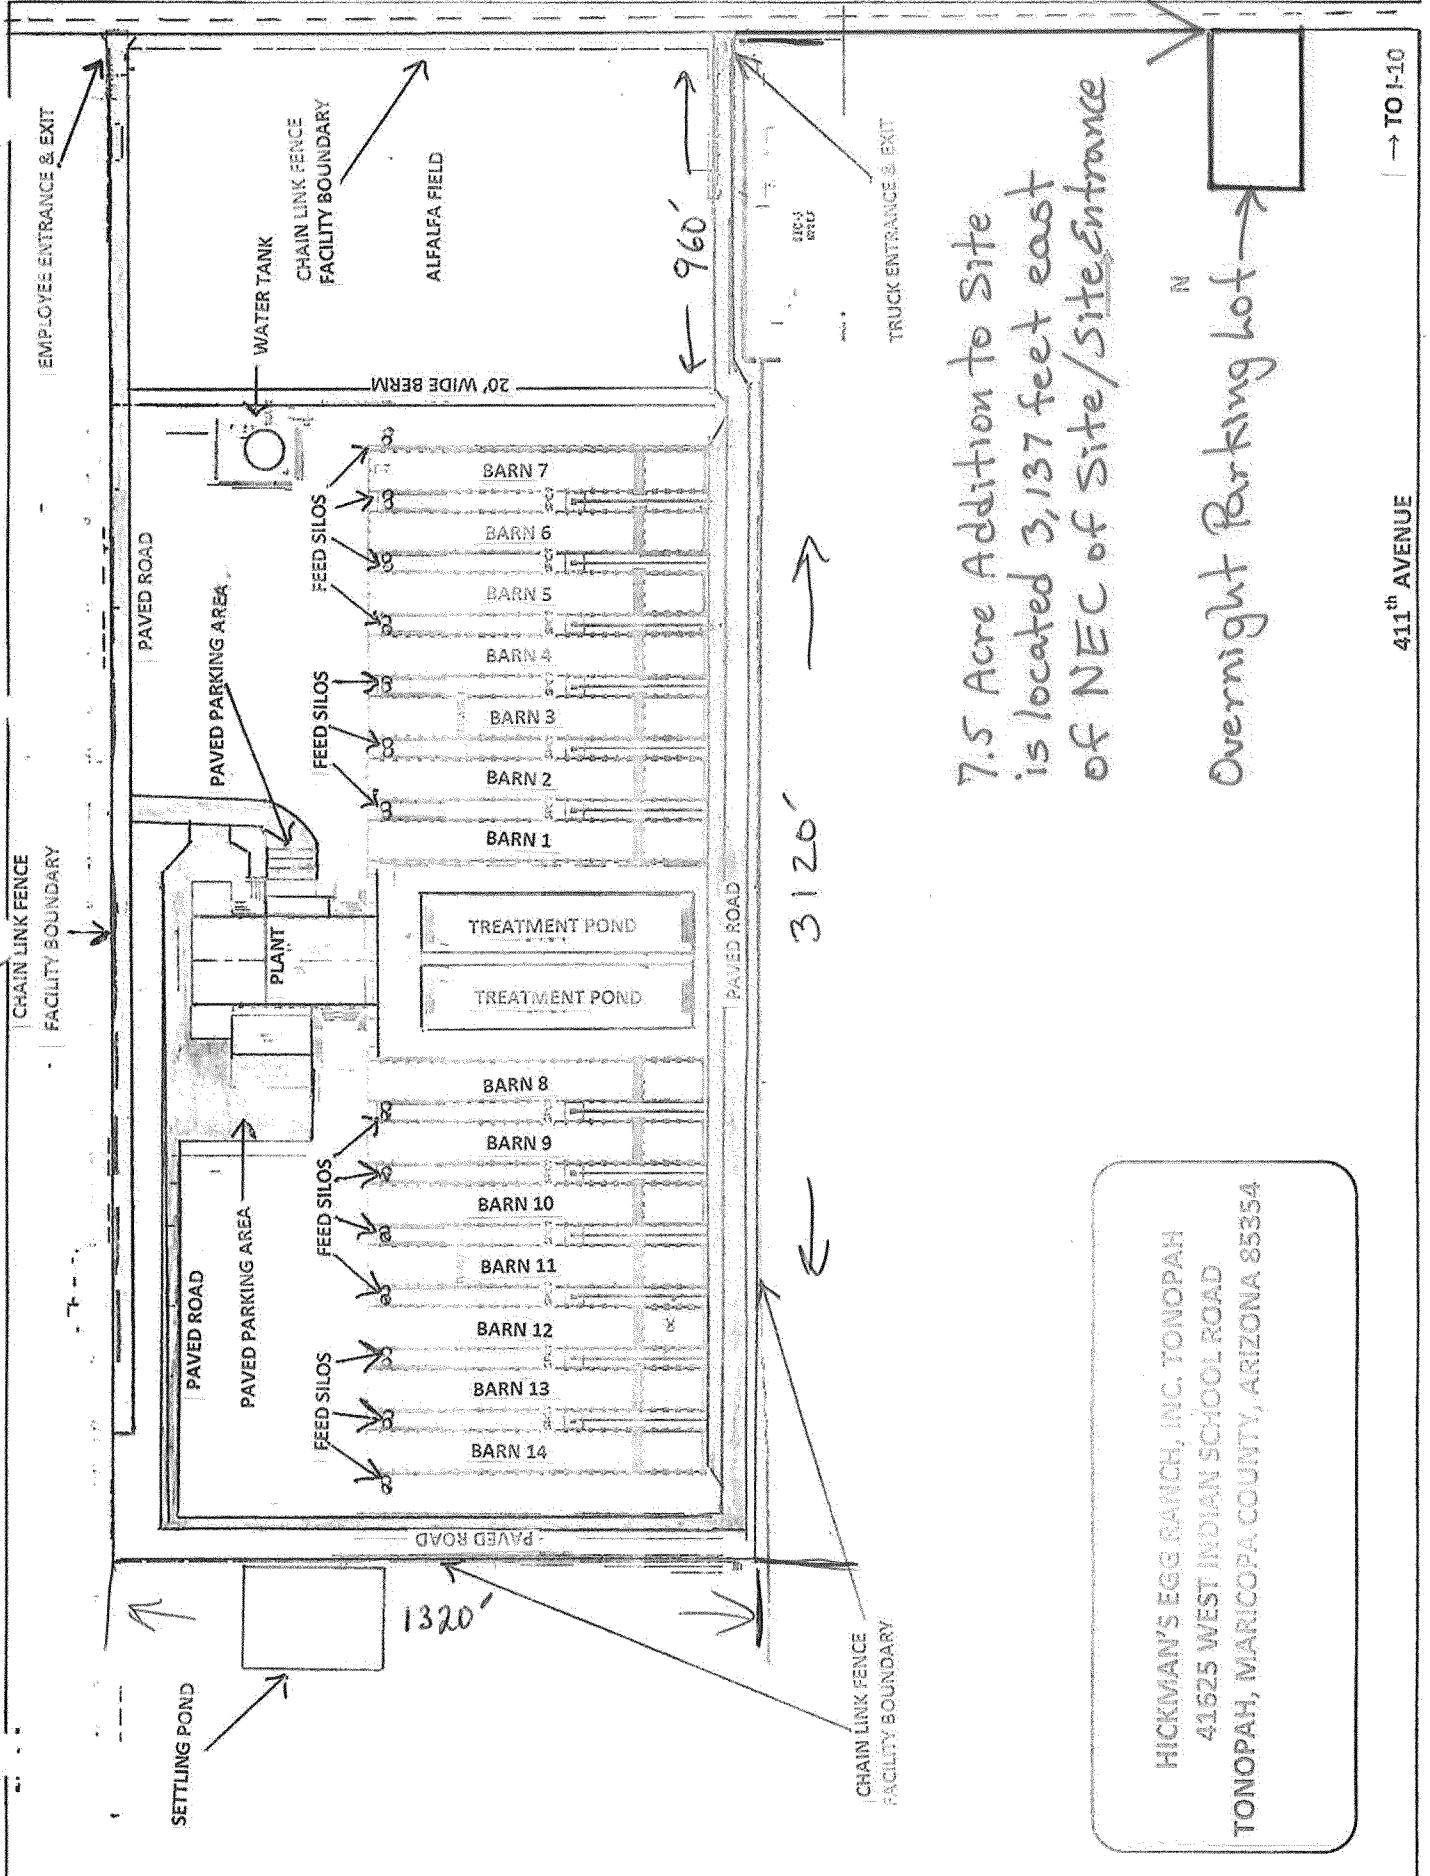 EMPLOYEE ENTRANCE & EXIT
CHAIN LINK FENCE
FACILITY BOUNDARY
CHAIN LINK FENCE
FACILITY BOUNDARY
ALFALFA FIELD
WATER TANK
20' WIDE BERM
960'
TRUCK ENTRANCE & EXIT
PAVED ROAD
PAVED PARKING AREA
FEED SILOS
FEED SILOS
BARN 7
BARN 6
BARN 5
BARN 4
BARN 3
BARN 2
BARN 1
PLANT
TREATMENT POND
TREATMENT POND
PAVED ROAD
3120'
BARN 8
BARN 9
BARN 10
BARN 11
BARN 12
BARN 13
BARN 14
FEED SILOS
FEED SILOS
PAVED ROAD
PAVED PARKING AREA
PAVED ROAD
1320'
SETTLING POND
CHAIN LINK FENCE
FACILITY BOUNDARY
7.5 Acre Addition to Site
is located 3,137 feet east
of NEC of Site/Site Entrance
N
Overnight Parking Lot
→ TO I-10
411th AVENUE
HICKMAN'S EGG RANCH, INC. TONOPAH
41625 WEST INDIAN SCHOOL ROAD
TONOPAH, MARICOPA COUNTY, ARIZONA 85354